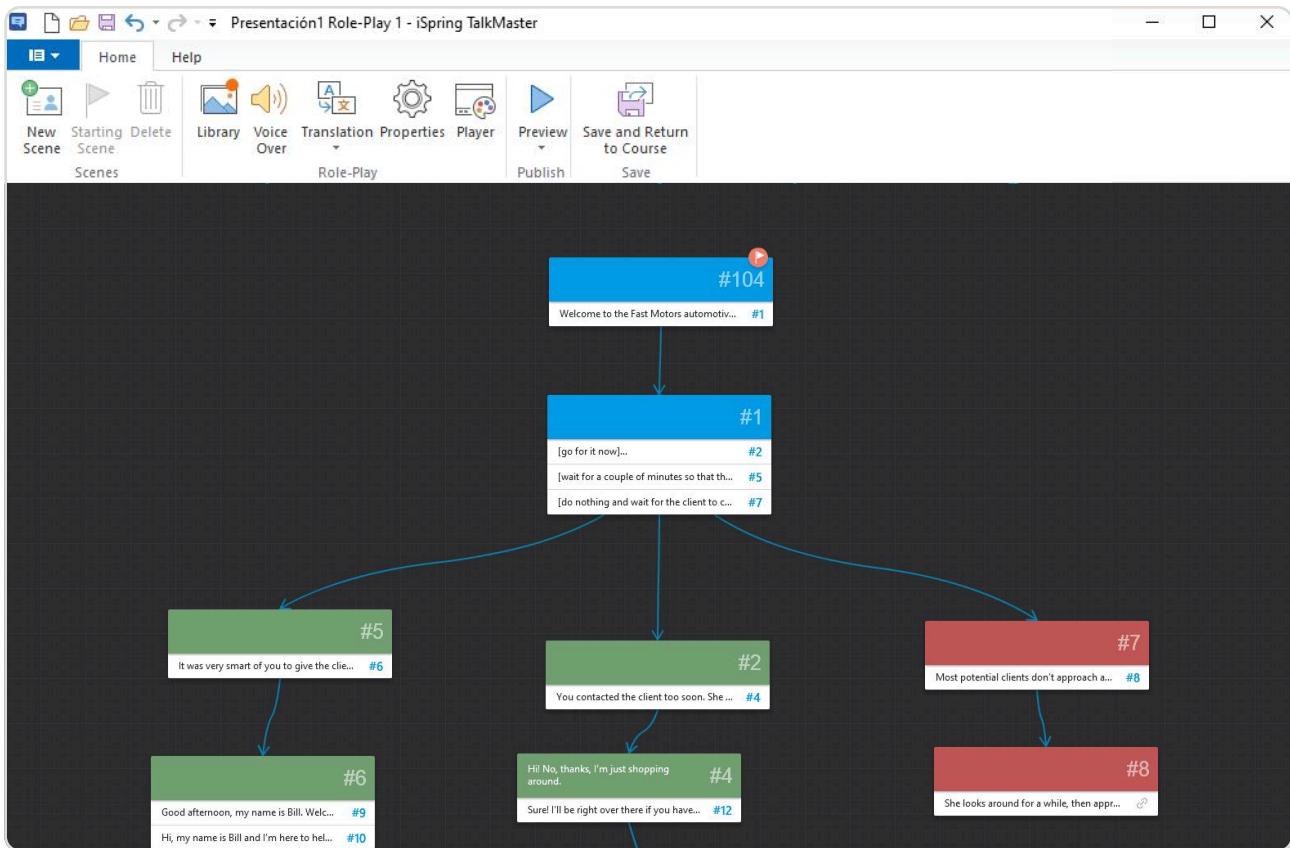 Presentación1 Role-Play 1 - iSpring TalkMaster
Home Help
New Scene
Starting Scene
Delete
Library
Voice Over
Translation
Properties
Player
Preview
Save and Return to Course
Scenes
Role-Play
Publish
Save
#104
Welcome to the Fast Motors automotiv... #1
#1
[go for it now]... #2
[wait for a couple of minutes so that th... #5
[do nothing and wait for the client to c... #7
#5
It was very smart of you to give the clie... #6
#2
You contacted the client too soon. She ... #4
#7
Most potential clients don't approach a... #8
#6
Good afternoon, my name is Bill. Welc... #9
Hi, my name is Bill and I'm here to hel... #10
Hi! No, thanks, I'm just shopping
around.
#4
Sure! I'll be right over there if you have... #12
#8
She looks around for a while, then appr...